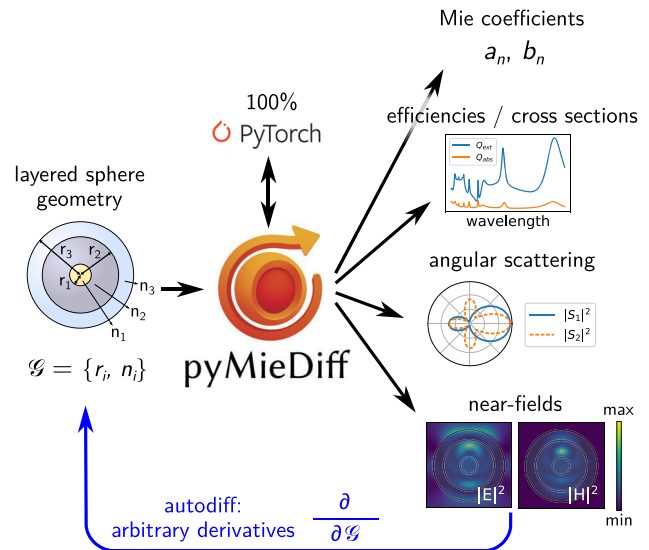 Mie coefficients
aₙ, bₙ
100%
PyTorch
efficiencies / cross sections
Qₑₓₜ
Qₐbₛ
wavelength
layered sphere
geometry
r₃
r₂
r₁
n₃
n₂
n₁
𝒢 = {rᵢ, nᵢ}
pyMieDiff
angular scattering
|S₁|²
|S₂|²
near-fields
max
|E|²
|H|²
min
autodiff:
arbitrary derivatives
∂
∂𝒢